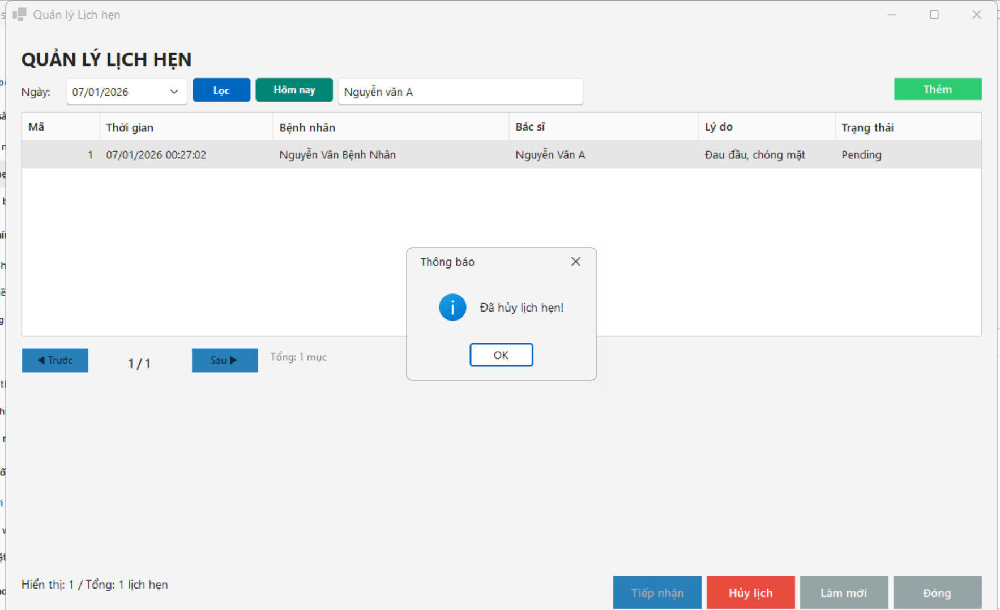 Quản lý Lịch hẹn
QUẢN LÝ LỊCH HẸN
Ngày: 07/01/2026 Lọc Hôm nay Nguyễn văn A Thêm
Mã Thời gian Bệnh nhân Bác sĩ Lý do Trạng thái
1 07/01/2026 00:27:02 Nguyễn Văn Bệnh Nhân Nguyễn Văn A Đau đầu, chóng mặt Pending
Thông báo
Đã hủy lịch hẹn!
OK
◀ Trước 1 / 1 Sau ▶ Tổng: 1 mục
Hiển thị: 1 / Tổng: 1 lịch hẹn
Tiếp nhận Hủy lịch Làm mới Đóng